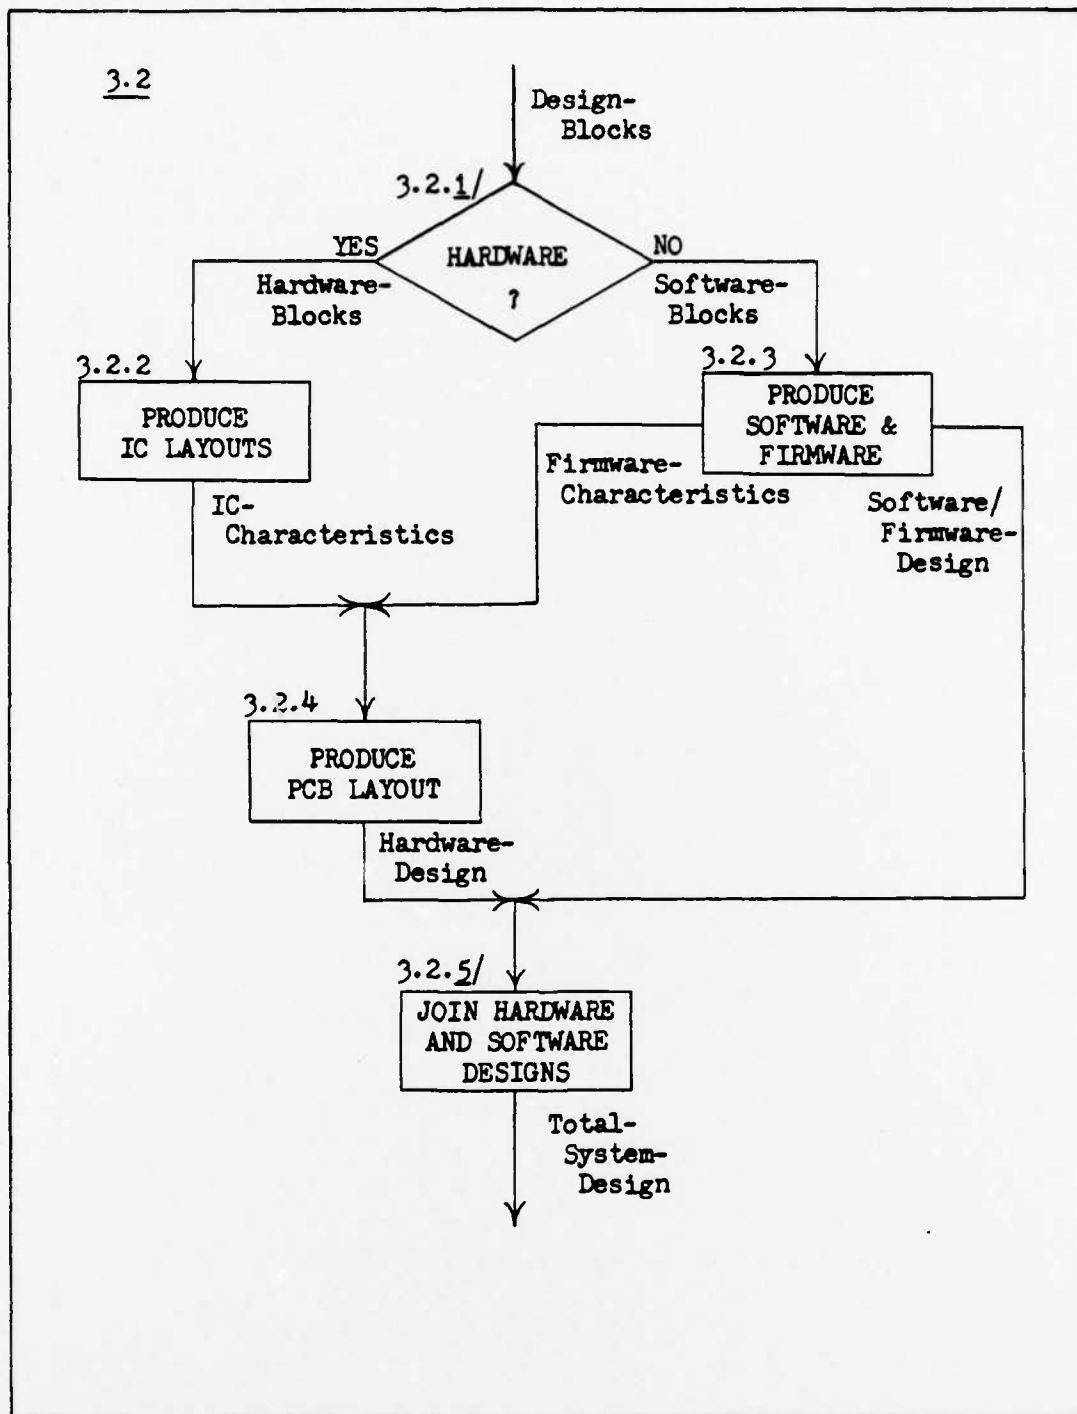 3.2
Design-
Blocks
3.2.1/
YES
HARDWARE
?
NO
Hardware-
Blocks
Software-
Blocks
3.2.2
PRODUCE
IC LAYOUTS
3.2.3
PRODUCE
SOFTWARE &
FIRMWARE
IC-
Characteristics
Firmware-
Characteristics
Software/
Firmware-
Design
3.2.4
PRODUCE
PCB LAYOUT
Hardware-
Design
3.2.5/
JOIN HARDWARE
AND SOFTWARE
DESIGNS
Total-
System-
Design